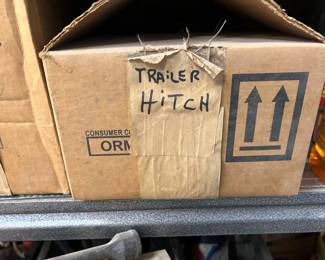 TRAiLER
HiTCH
CONSUMER C
ORM